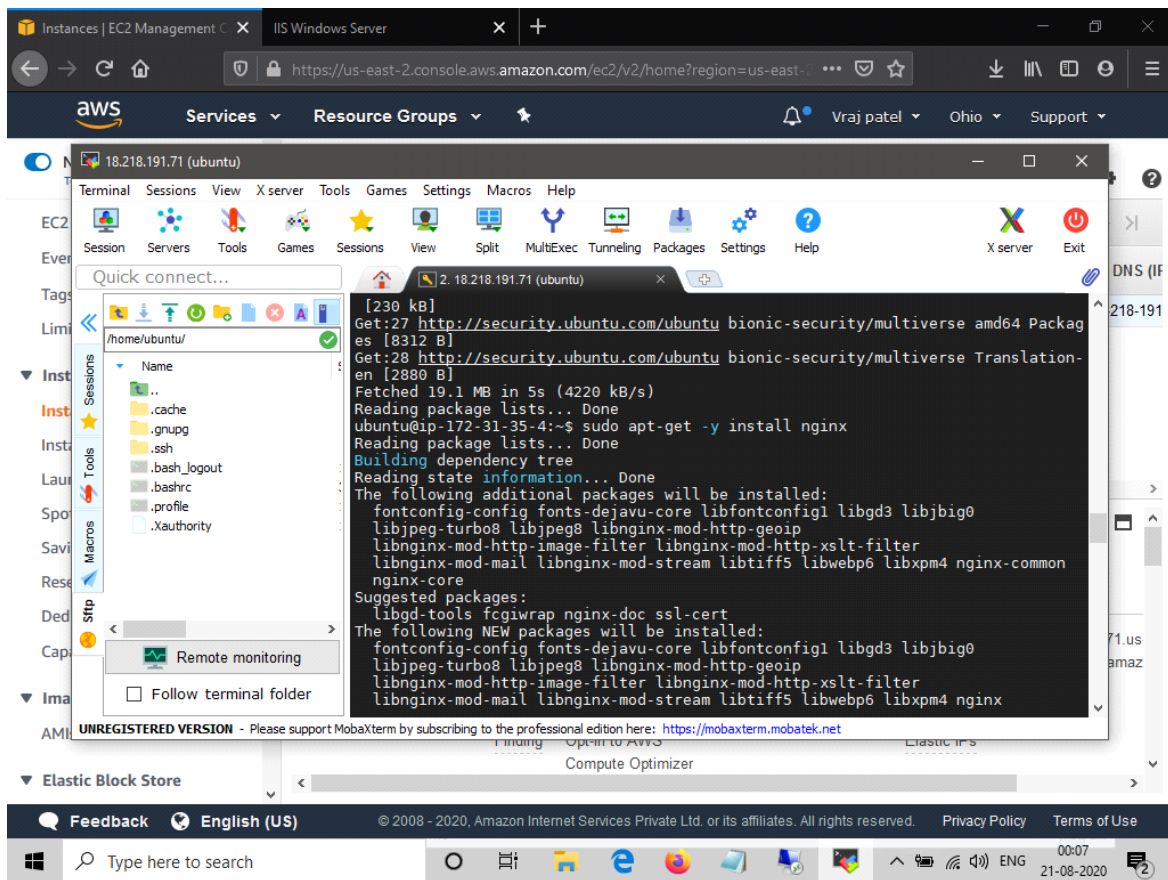 Instances | EC2 Management C
IIS Windows Server
https://us-east-2.console.aws.amazon.com/ec2/v2/home?region=us-east-
aws
Services
Resource Groups
Vraj patel
Ohio
Support
18.218.191.71 (ubuntu)
Terminal Sessions View X server Tools Games Settings Macros Help
Session Servers Tools Games Sessions View Split MultiExec Tunneling Packages Settings Help X server Exit
Quick connect...
2. 18.218.191.71 (ubuntu)
EC2
Tags
DNS (IF
218-191
/home/ubuntu/
Name
..
.cache
.gnupg
.ssh
.bash_logout
.bashrc
.profile
.Xauthority
Sessions
Tools
Macros
Sftp
Remote monitoring
Follow terminal folder
[230 kB]
Get:27 http://security.ubuntu.com/ubuntu bionic-security/multiverse amd64 Packag
es [8312 B]
Get:28 http://security.ubuntu.com/ubuntu bionic-security/multiverse Translation-
en [2880 B]
Fetched 19.1 MB in 5s (4220 kB/s)
Reading package lists... Done
ubuntu@ip-172-31-35-4:~$ sudo apt-get -y install nginx
Reading package lists... Done
Building dependency tree
Reading state information... Done
The following additional packages will be installed:
fontconfig-config fonts-dejavu-core libfontconfig1 libgd3 libjbig0
libjpeg-turbo8 libjpeg8 libnginx-mod-http-geoip
libnginx-mod-http-image-filter libnginx-mod-http-xslt-filter
libnginx-mod-mail libnginx-mod-stream libtiff5 libwebp6 libxpm4 nginx-common
nginx-core
Suggested packages:
libgd-tools fcgiwrap nginx-doc ssl-cert
The following NEW packages will be installed:
fontconfig-config fonts-dejavu-core libfontconfig1 libgd3 libjbig0
libjpeg-turbo8 libjpeg8 libnginx-mod-http-geoip
libnginx-mod-http-image-filter libnginx-mod-http-xslt-filter
libnginx-mod-mail libnginx-mod-stream libtiff5 libwebp6 libxpm4 nginx
71.us
amaz
UNREGISTERED VERSION - Please support MobaXterm by subscribing to the professional edition here: https://mobaxterm.mobatek.net
Finding
Opt-in to AWS
Compute Optimizer
Elastic IPs
Elastic Block Store
Feedback
English (US)
© 2008 - 2020, Amazon Internet Services Private Ltd. or its affiliates. All rights reserved.
Privacy Policy
Terms of Use
Type here to search
ENG
00:07
21-08-2020
2